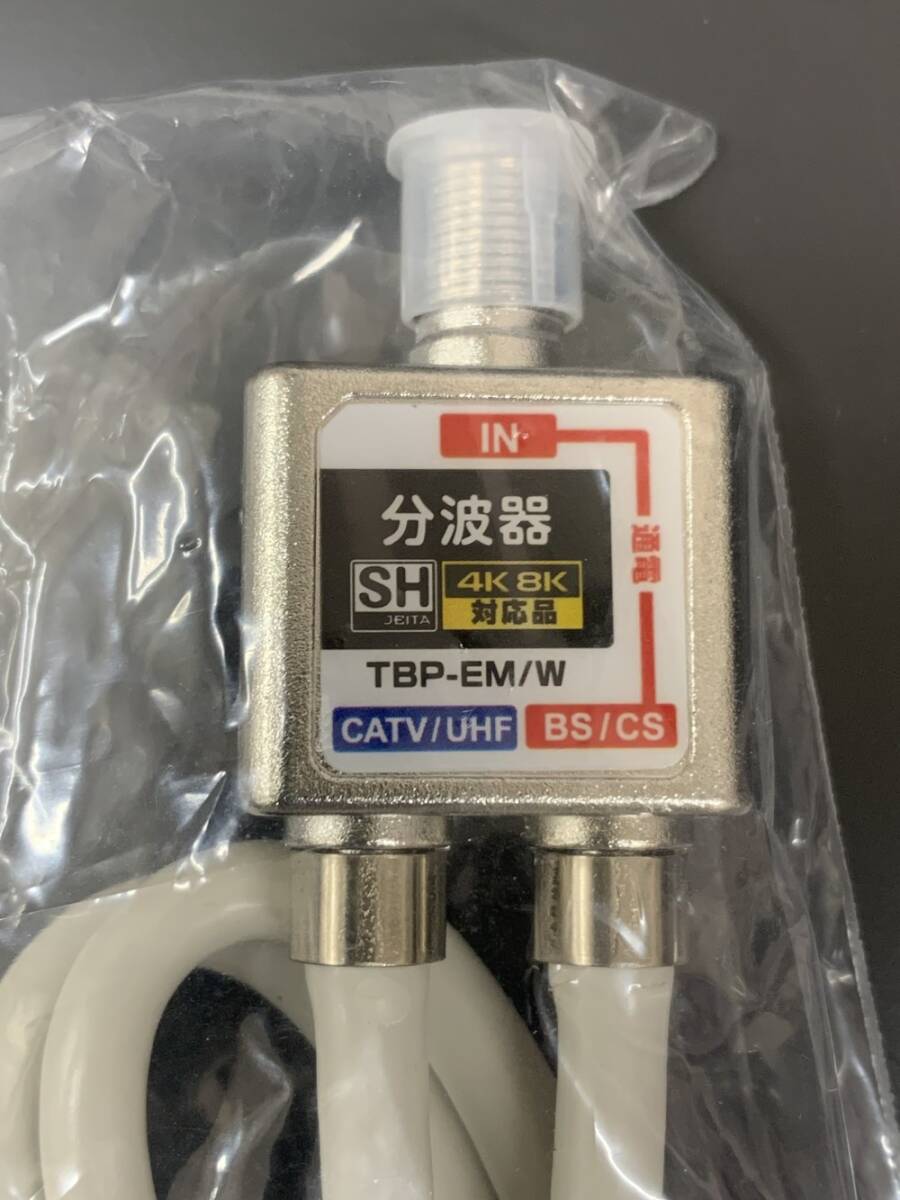 IN
通電
分波器
SH
JEITA
4K 8K
対応品
TBP-EM/W
CATV/UHF
BS/CS